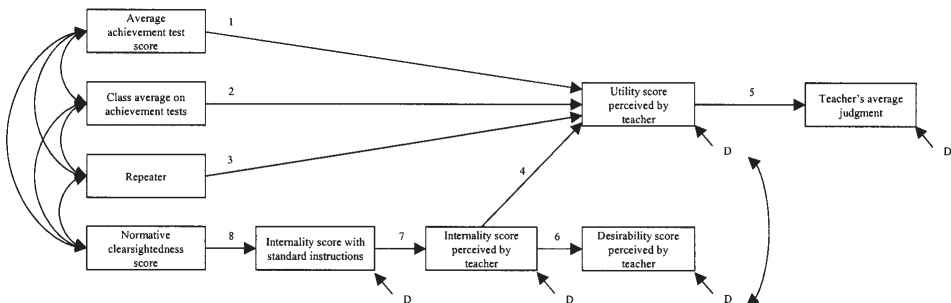 Average
achievement test
score
1
Class average on
achievement tests
2
Utility score
perceived by
teacher
5
Teacher's average
judgment
D
D
Repeater
3
4
Normative
clearsightedness
score
8
Internality score with
standard instructions
7
Internality score
perceived by
teacher
6
Desirability score
perceived by
teacher
D
D
D